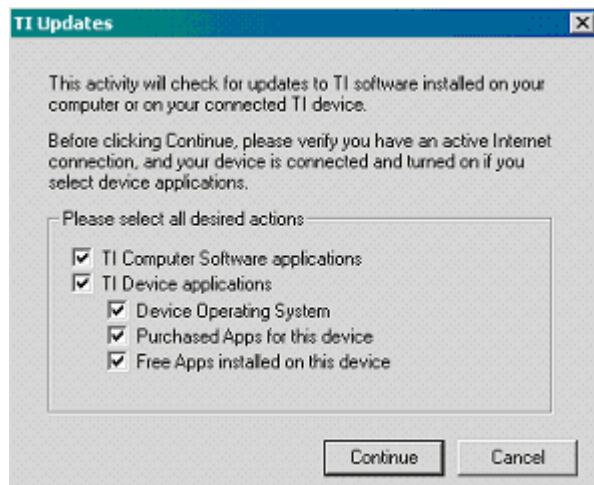 TI Updates
This activity will check for updates to TI software installed on your
computer or on your connected TI device.
Before clicking Continue, please verify you have an active Internet
connection, and your device is connected and turned on if you
select device applications.
Please select all desired actions
TI Computer Software applications
TI Device applications
Device Operating System
Purchased Apps for this device
Free Apps installed on this device
Continue
Cancel